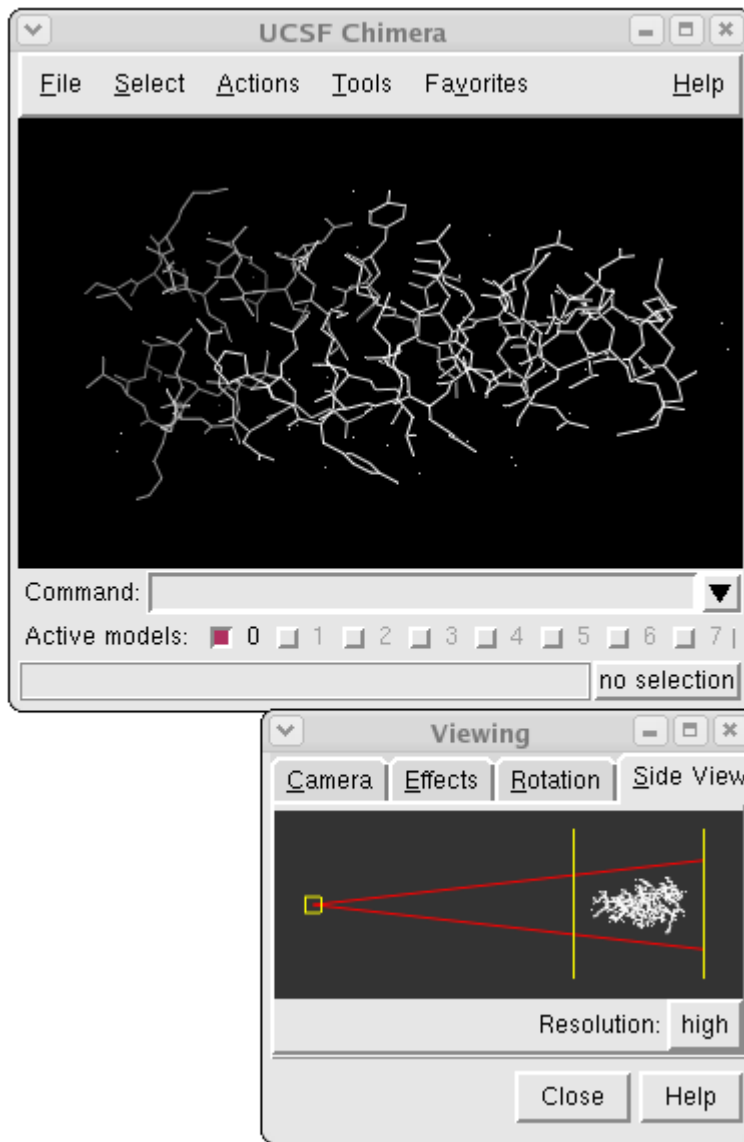 UCSF Chimera
File Select Actions Tools Favorites Help
Command:
Active models: 0 1 2 3 4 5 6 7
no selection
Viewing
Camera Effects Rotation Side View
Resolution: high
Close Help